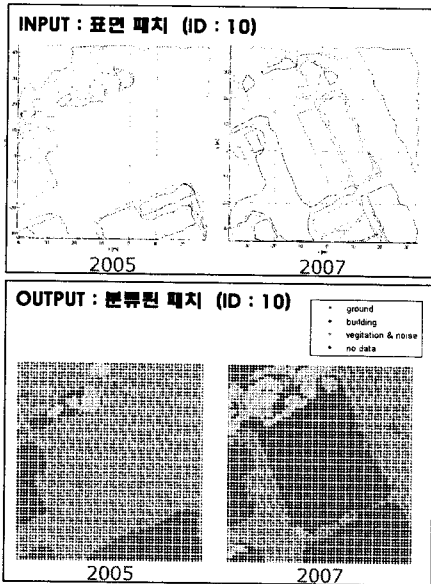 INPUT : 표면 패치 (ID : 10)
2005 2007
OUTPUT : 분류된 패치 (ID : 10)
ground
building
vegitation & noise
no data
2005 2007